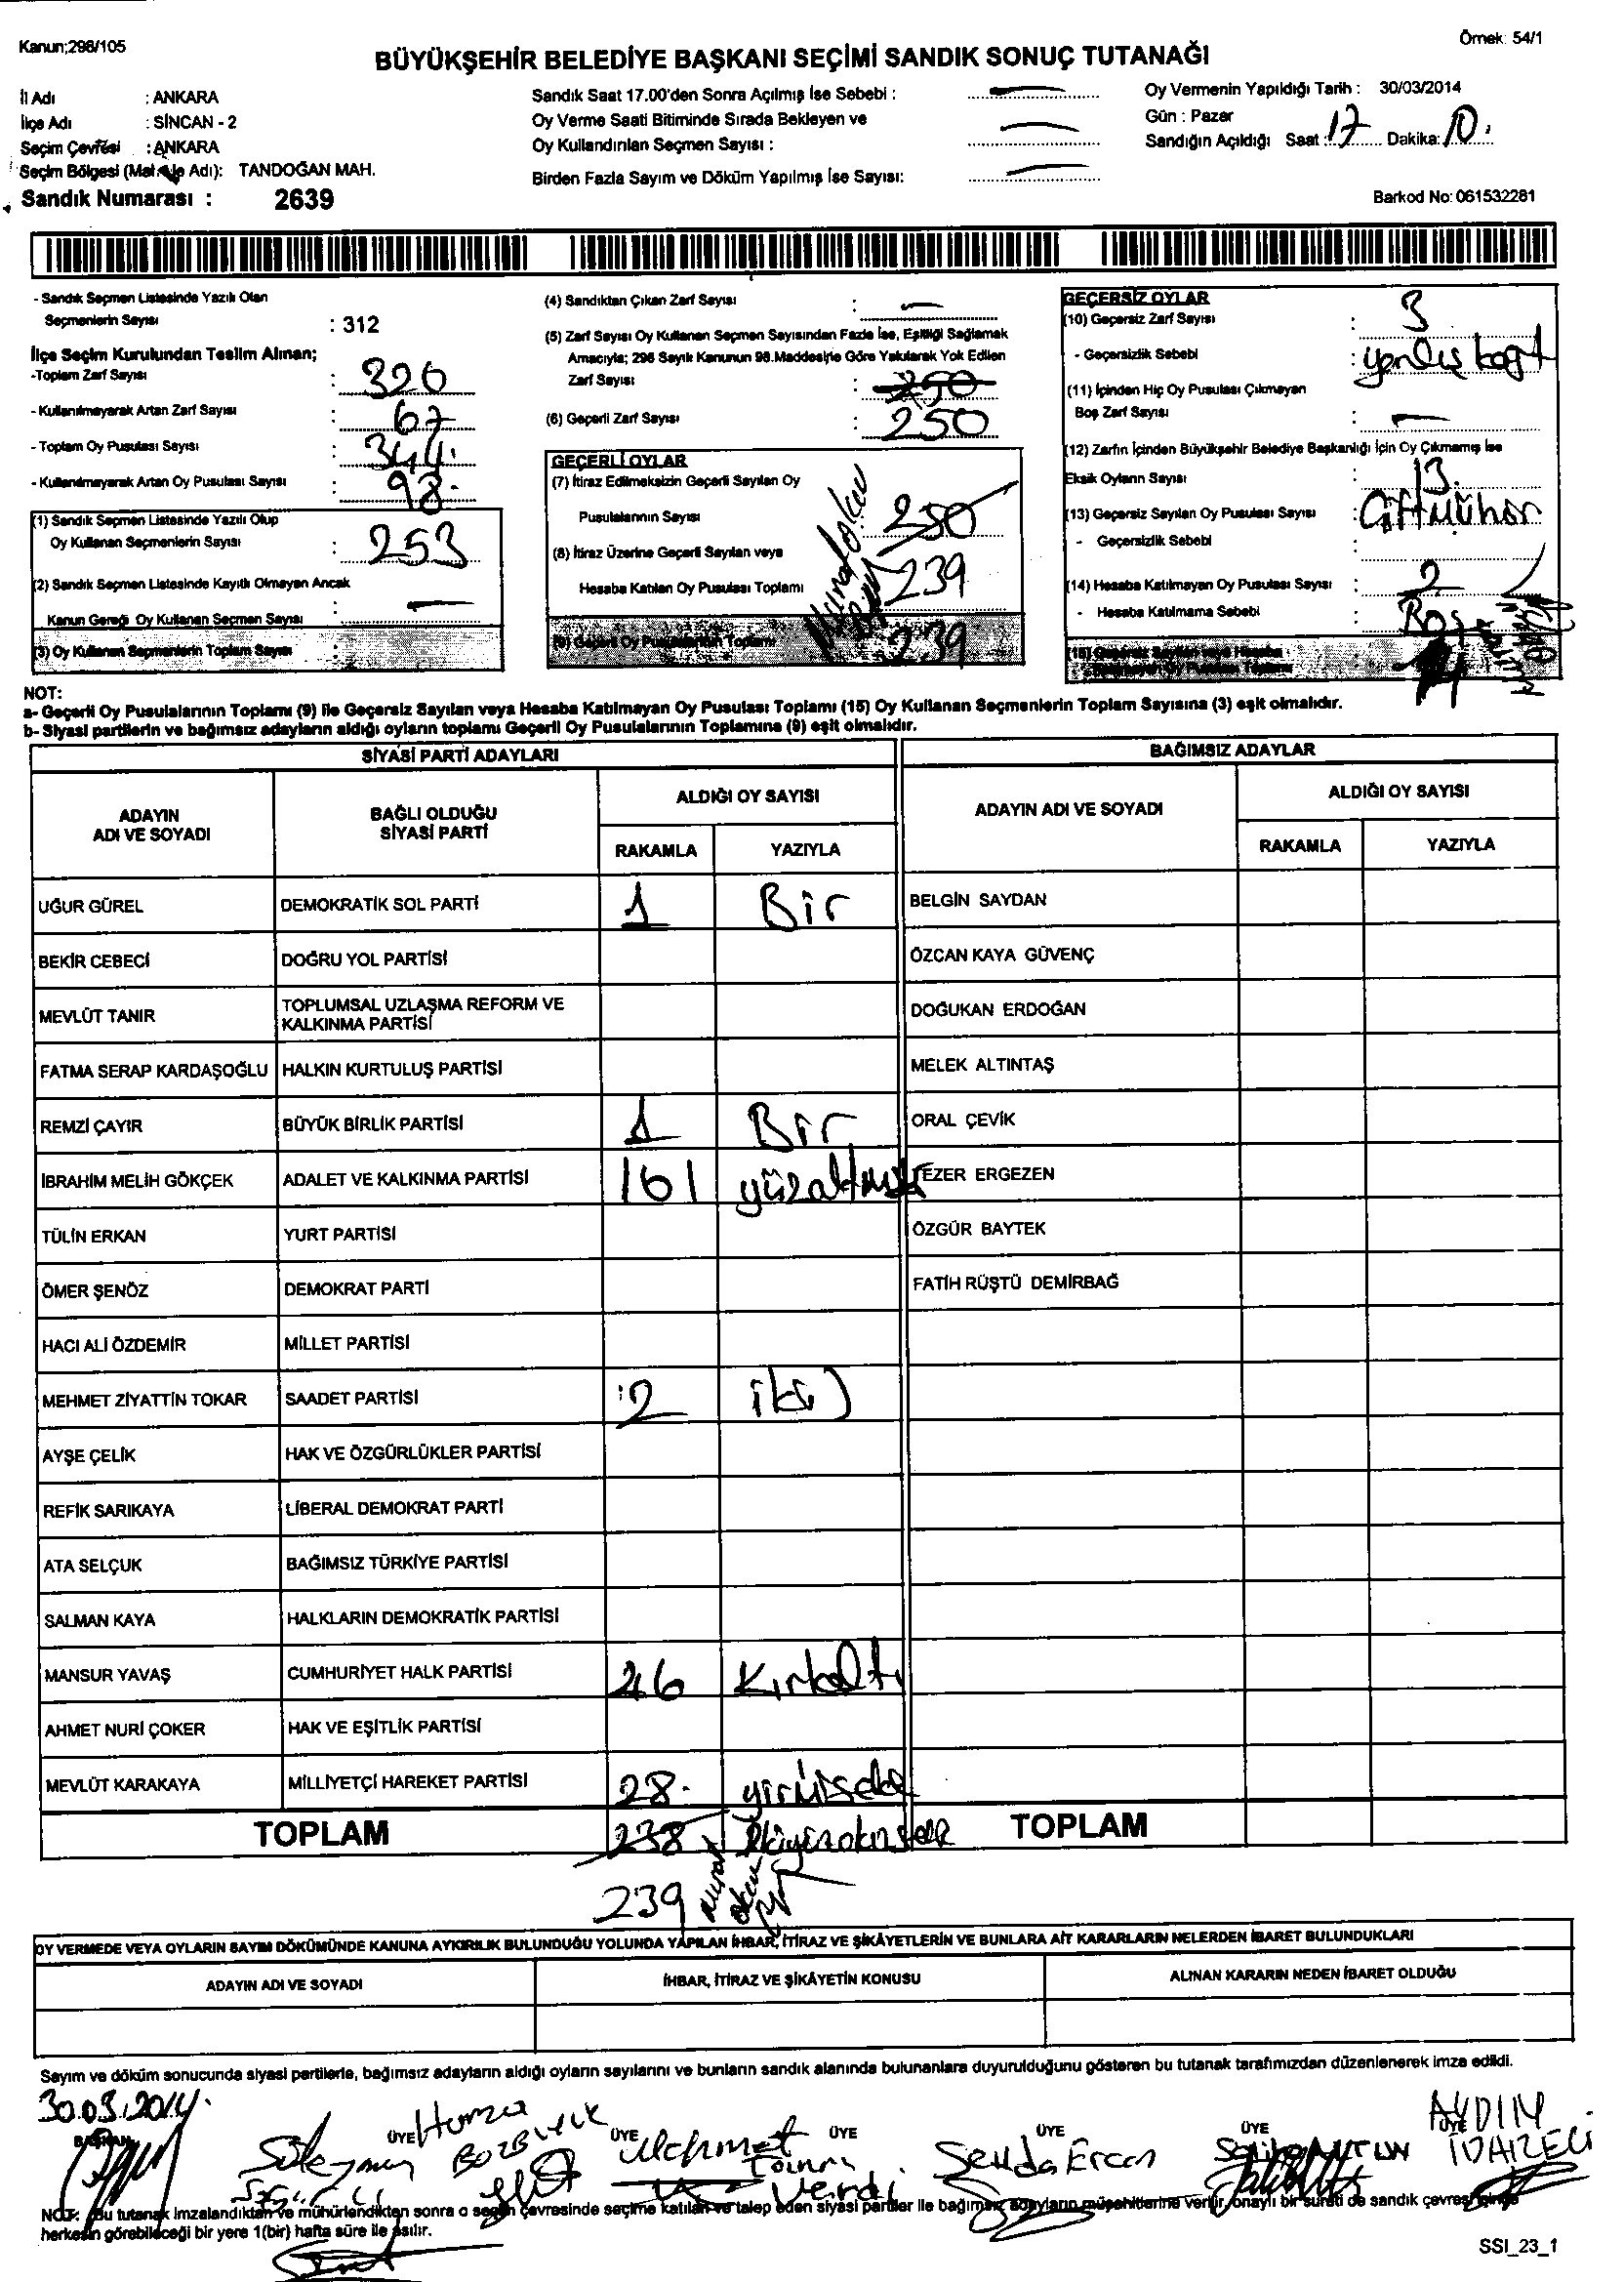 Kanun;298/105
Örnek: 54/1
BÜYÜKŞEHİR BELEDİYE BAŞKANI SEÇİMİ SANDIK SONUÇ TUTANAĞI
İl Adı : ANKARA
İlçe Adı : SİNCAN - 2
Seçim Çevresi : ANKARA
Seçim Bölgesi (Mah. Adı): TANDOĞAN MAH.
Sandık Numarası : 2639
Sandık Saat 17.00'den Sonra Açılmış İse Sebebi :
Oy Verme Saati Bitiminde Sırada Bekleyen ve
Oy Kullandırılan Seçmen Sayısı :
Birden Fazla Sayım ve Döküm Yapılmış İse Sayısı:
Oy Vermenin Yapıldığı Tarih : 30/03/2014
Gün : Pazar
Sandığın Açıldığı Saat : 17 Dakika: 10
Barkod No: 061532281
- Sandık Seçmen Listesinde Yazılı Olan
Seçmenlerin Sayısı : 312
İlçe Seçim Kurulundan Teslim Alınan;
-Toplam Zarf Sayısı : 320
- Kullanılmayarak Artan Zarf Sayısı : 67
- Toplam Oy Pusulası Sayısı : 344
- Kullanılmayarak Artan Oy Pusulası Sayısı : 98
(1) Sandık Seçmen Listesinde Yazılı Olup
Oy Kullanan Seçmenlerin Sayısı : 253
(2) Sandık Seçmen Listesinde Kayıtlı Olmayan Ancak
Kanun Gereği Oy Kullanan Seçmen Sayısı : —
(3) Oy Kullanan Seçmenlerin Toplam Sayısı :
(4) Sandıktan Çıkan Zarf Sayısı : —
(5) Zarf Sayısı Oy Kullanan Seçmen Sayısından Fazla İse, Eşitliği Sağlamak
Amacıyla; 298 Sayılı Kanunun 98.Maddesine Göre Yakılarak Yok Edilen
Zarf Sayısı : 250
(6) Geçerli Zarf Sayısı : 250
GEÇERLİ OYLAR
(7) İtiraz Edilmeksizin Geçerli Sayılan Oy
Pusulalarının Sayısı : 250
(8) İtiraz Üzerine Geçerli Sayılan veya
Hesaba Katılan Oy Pusulası Toplamı 239
(9) Geçerli Oy Pusulalarının Toplamı 239
GEÇERSİZ OYLAR
(10) Geçersiz Zarf Sayısı : 3
- Geçersizlik Sebebi : yanlış kağıt
(11) İçinden Hiç Oy Pusulası Çıkmayan
Boş Zarf Sayısı : —
(12) Zarfın İçinden Büyükşehir Belediye Başkanlığı İçin Oy Çıkmamış İse
Eksik Oyların Sayısı : 13
(13) Geçersiz Sayılan Oy Pusulası Sayısı : Çift mühür
- Geçersizlik Sebebi :
(14) Hesaba Katılmayan Oy Pusulası Sayısı : 2
- Hesaba Katılmama Sebebi : Boş
(15) Geçersiz Sayılan veya Hesaba
Katılmayan Oy Pusulası Toplamı
NOT:
a- Geçerli Oy Pusulalarının Toplamı (9) ile Geçersiz Sayılan veya Hesaba Katılmayan Oy Pusulası Toplamı (15) Oy Kullanan Seçmenlerin Toplam Sayısına (3) eşit olmalıdır.
b- Siyasi partilerin ve bağımsız adayların aldığı oyların toplamı Geçerli Oy Pusulalarının Toplamına (9) eşit olmalıdır.
SİYASİ PARTİ ADAYLARI
BAĞIMSIZ ADAYLAR
ADAYIN ADI VE SOYADI
BAĞLI OLDUĞU SİYASİ PARTİ
ALDIĞI OY SAYISI
RAKAMLA YAZIYLA
ADAYIN ADI VE SOYADI
ALDIĞI OY SAYISI
RAKAMLA YAZIYLA
UĞUR GÜREL DEMOKRATİK SOL PARTİ 1 Bir BELGİN SAYDAN
BEKİR CEBECİ DOĞRU YOL PARTİSİ ÖZCAN KAYA GÜVENÇ
MEVLÜT TANIR TOPLUMSAL UZLAŞMA REFORM VE KALKINMA PARTİSİ DOĞUKAN ERDOĞAN
FATMA SERAP KARDAŞOĞLU HALKIN KURTULUŞ PARTİSİ MELEK ALTINTAŞ
REMZİ ÇAYIR BÜYÜK BİRLİK PARTİSİ 1 Bir ORAL ÇEVİK
İBRAHİM MELİH GÖKÇEK ADALET VE KALKINMA PARTİSİ 161 EZER ERGEZEN
TÜLİN ERKAN YURT PARTİSİ ÖZGÜR BAYTEK
ÖMER ŞENÖZ DEMOKRAT PARTİ FATİH RÜŞTÜ DEMİRBAĞ
HACI ALİ ÖZDEMİR MİLLET PARTİSİ
MEHMET ZİYATTİN TOKAR SAADET PARTİSİ 2 iki
AYŞE ÇELİK HAK VE ÖZGÜRLÜKLER PARTİSİ
REFİK SARIKAYA LİBERAL DEMOKRAT PARTİ
ATA SELÇUK BAĞIMSIZ TÜRKİYE PARTİSİ
SALMAN KAYA HALKLARIN DEMOKRATİK PARTİSİ
MANSUR YAVAŞ CUMHURİYET HALK PARTİSİ 46 Kırkaltı
AHMET NURİ ÇOKER HAK VE EŞİTLİK PARTİSİ
MEVLÜT KARAKAYA MİLLİYETÇİ HAREKET PARTİSİ 28
TOPLAM 238 TOPLAM
239
OY VERMEDE VEYA OYLARIN SAYIM DÖKÜMÜNDE KANUNA AYKIRILIK BULUNDUĞU YOLUNDA YAPILAN İHBAR, İTİRAZ VE ŞİKÂYETLERİN VE BUNLARA AİT KARARLARIN NELERDEN İBARET BULUNDUKLARI
ADAYIN ADI VE SOYADI İHBAR, İTİRAZ VE ŞİKÂYETİN KONUSU ALINAN KARARIN NEDEN İBARET OLDUĞU
Sayım ve döküm sonucunda siyasi partilerle, bağımsız adayların aldığı oyların sayılarını ve bunların sandık alanında bulunanlara duyurulduğunu gösteren bu tutanak tarafımızdan düzenlenerek imza edildi.
30.03.2014
BAŞKAN ÜYE ÜYE ÜYE ÜYE ÜYE ÜYE
Süleyman Hamza Mehmet Ercan AYDIN
NOT: Bu tutanak imzalandıktan ve mühürlendikten sonra o seçim çevresinde seçime katılan ve talep eden siyasi partiler ile bağımsız adayların müşahitlerine verilir, onaylı bir sureti de sandık çevresinde
herkesin görebileceği bir yere 1(bir) hafta süre ile asılır.
SSI_23_1